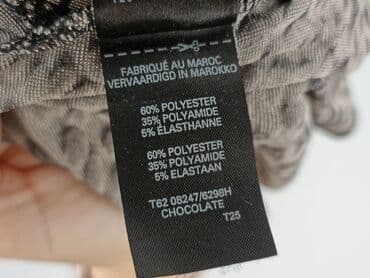 FABRIQUÉ AU MAROC
VERVAARDIGD IN MAROKKO
60% POLYESTER
35% POLYAMIDE
5% ÉLASTHANNE
60% POLYESTER
35% POLYAMIDE
5% ELASTAAN
T62 08247/6298H
CHOCOLATE
T25